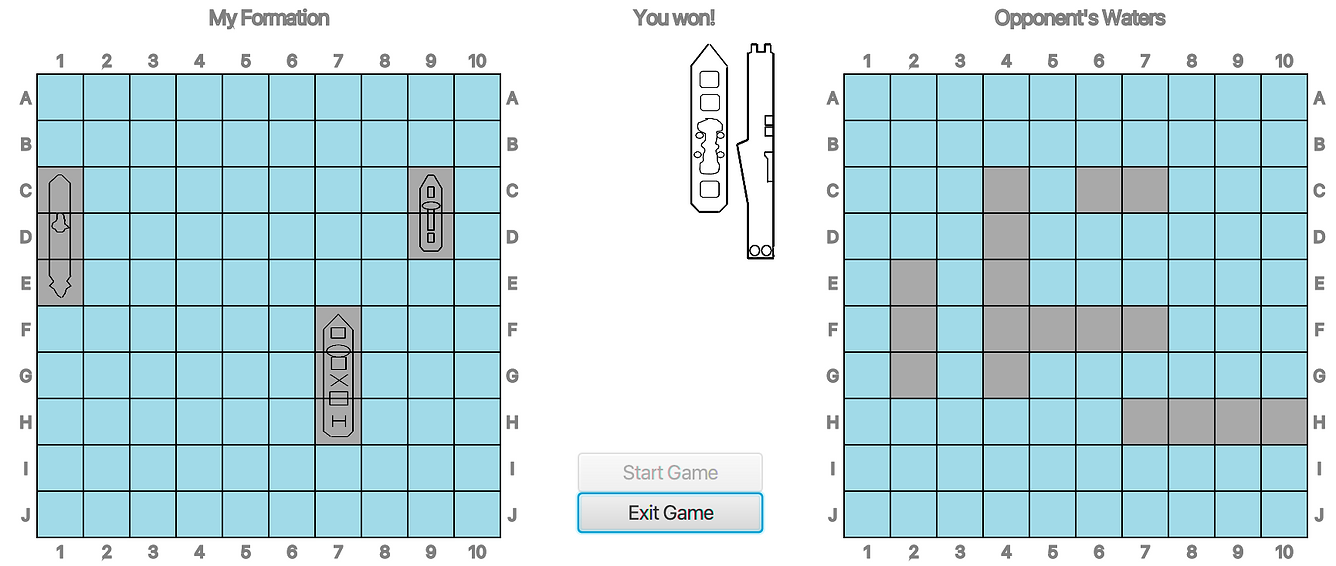 My Formation You won! Opponent's Waters
1 2 3 4 5 6 7 8 9 10 1 2 3 4 5 6 7 8 9 10
A A A A
B B B B
C C C C
D D D D
E E E E
F F F F
G G G G
H H H H
I I I I
Start Game
J J J J
Exit Game
1 2 3 4 5 6 7 8 9 10 1 2 3 4 5 6 7 8 9 10